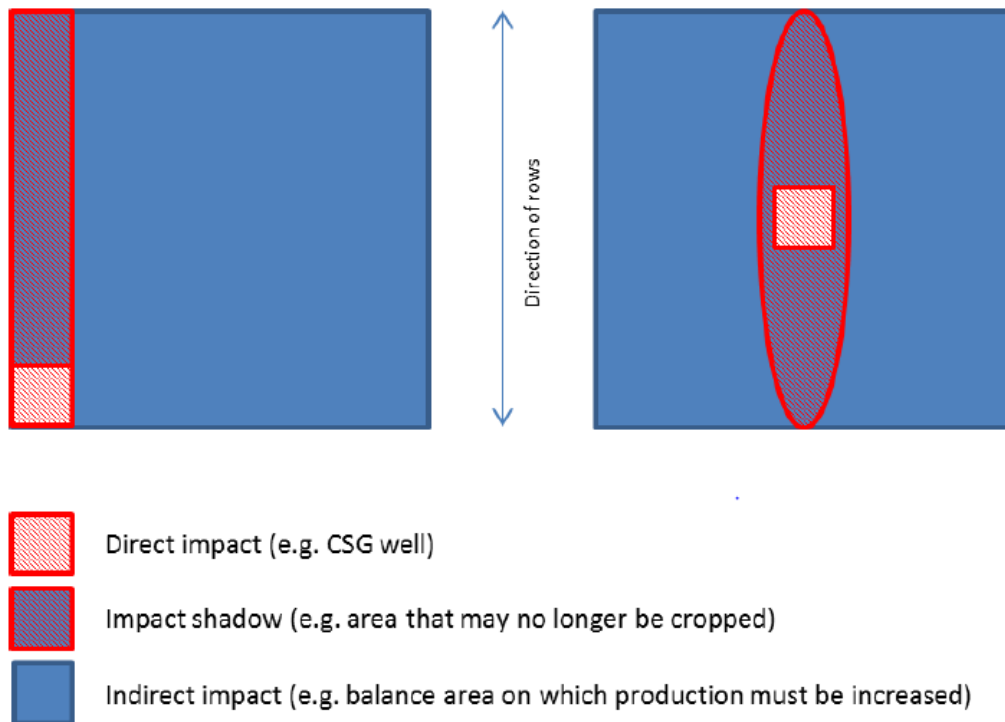 Direction of rows
Direct impact (e.g. CSG well)
Impact shadow (e.g. area that may no longer be cropped)
Indirect impact (e.g. balance area on which production must be increased)